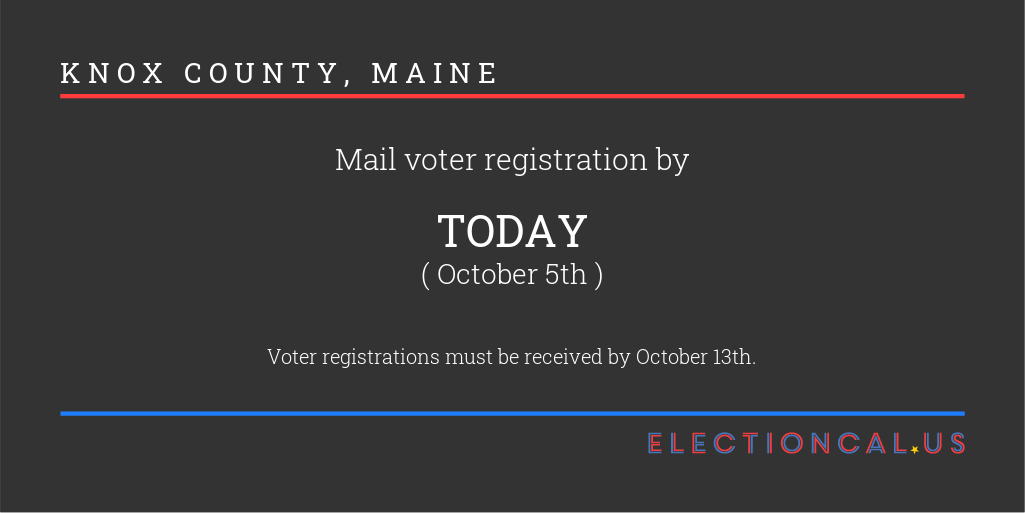 KNOX COUNTY, MAINE
Mail voter registration by
TODAY
( October 5th )
Voter registrations must be received by October 13th.
ELECTIONCAL.US